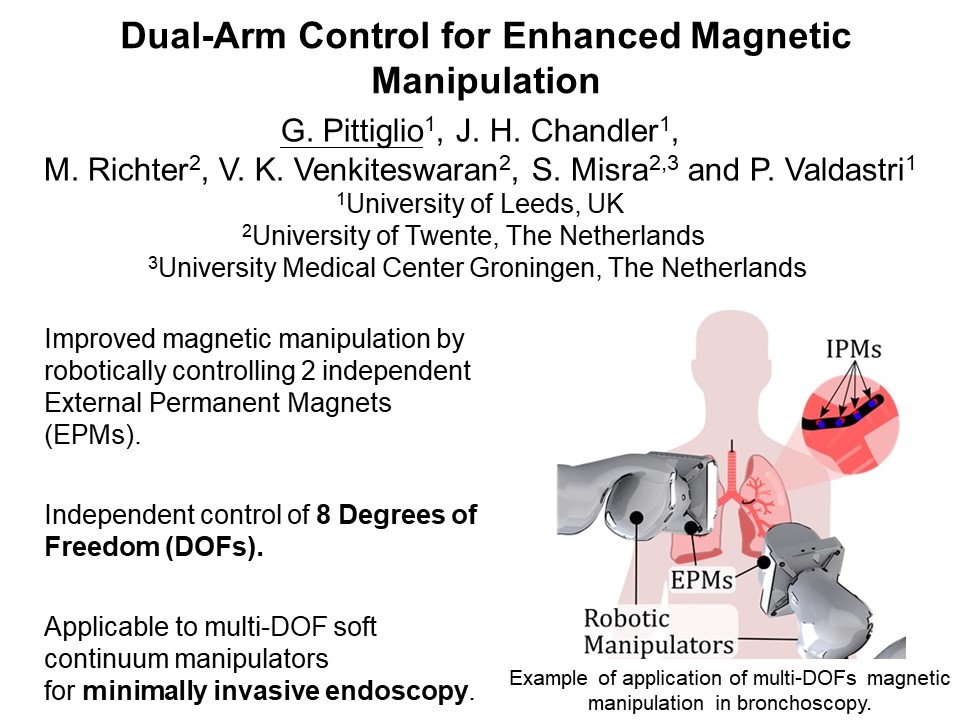 Dual-Arm Control for Enhanced Magnetic
Manipulation
G. Pittiglio¹, J. H. Chandler¹,
M. Richter², V. K. Venkiteswaran², S. Misra²,³ and P. Valdastri¹
¹University of Leeds, UK
²University of Twente, The Netherlands
³University Medical Center Groningen, The Netherlands
Improved magnetic manipulation by
robotically controlling 2 independent
External Permanent Magnets
(EPMs).
Independent control of 8 Degrees of
Freedom (DOFs).
Applicable to multi-DOF soft
continuum manipulators
for minimally invasive endoscopy.
IPMs
EPMs
Robotic
Manipulators
Example of application of multi-DOFs magnetic
manipulation in bronchoscopy.